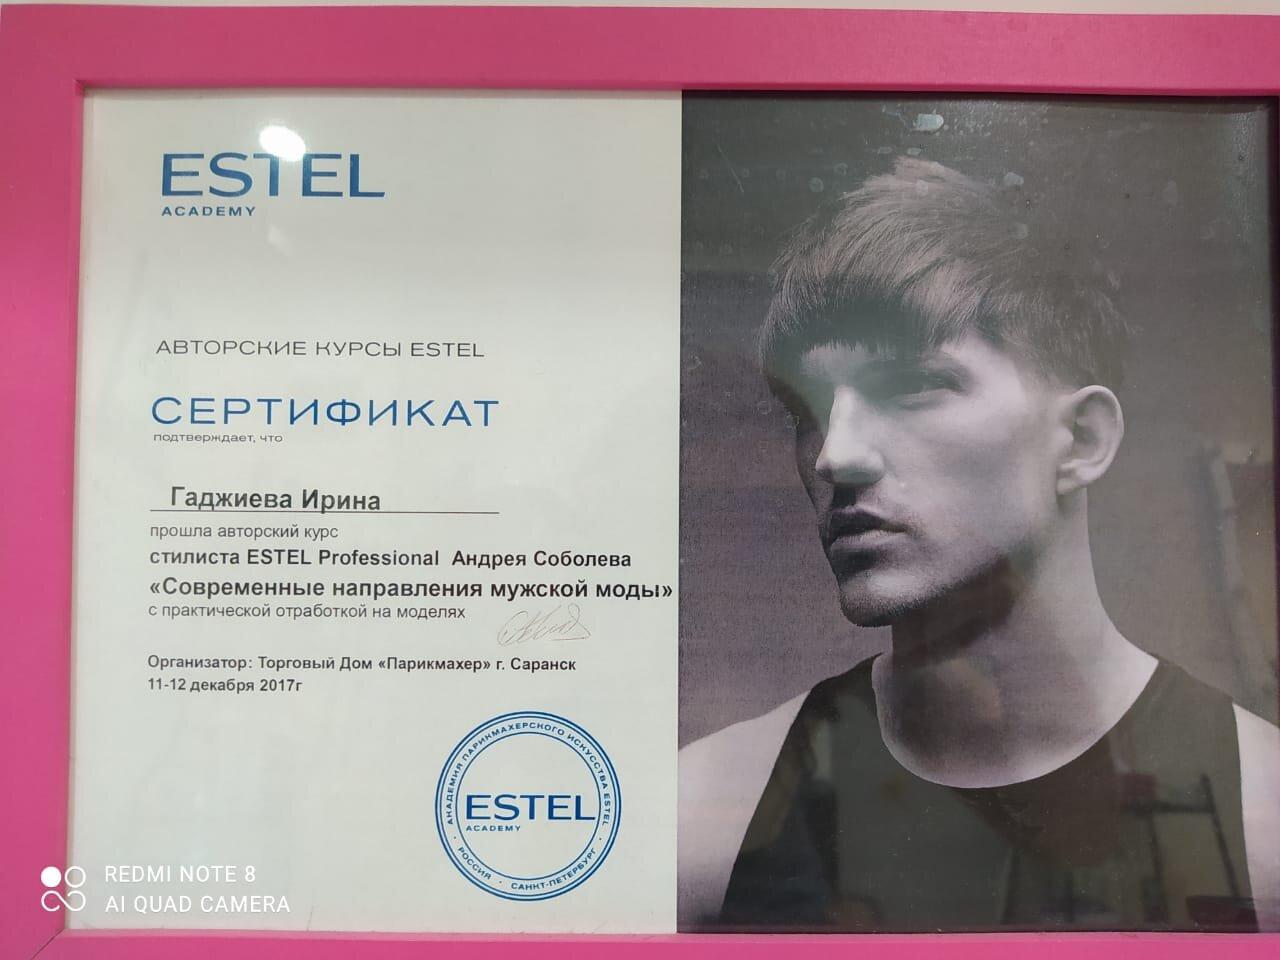 ESTEL
ACADEMY
АВТОРСКИЕ КУРСЫ ESTEL
СЕРТИФИКАТ
подтверждает, что
Гаджиева Ирина
прошла авторский курс
стилиста ESTEL Professional Андрея Соболева
«Современные направления мужской моды»
с практической отработкой на моделях
Организатор: Торговый Дом «Парикмахер» г. Саранск
11-12 декабря 2017г
АКАДЕМИЯ ПАРИКМАХЕРСКОГО ИСКУССТВА ESTEL
ESTEL
ACADEMY
РОССИЯ · САНКТ-ПЕТЕРБУРГ
REDMI NOTE 8
AI QUAD CAMERA